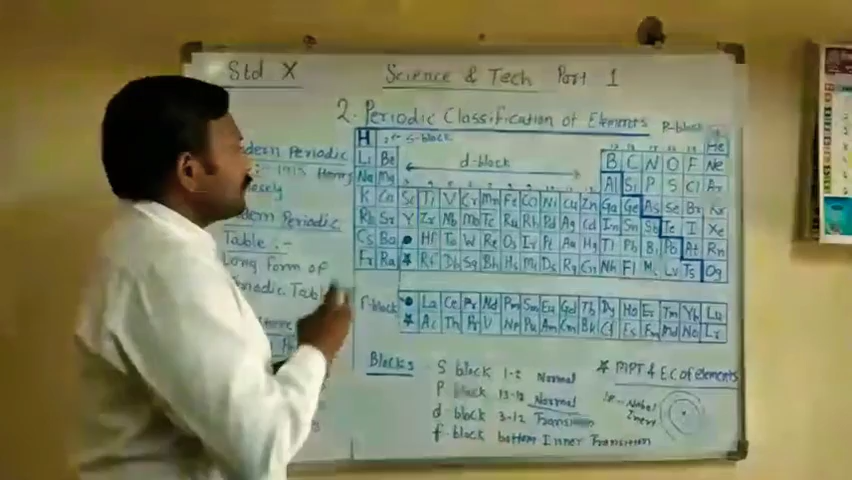 Std X
Science & Tech Part 1
2. Periodic Classification of Elements
P-block
H s-block He
Modern Periodic
Li Be d-block B C N O F Ne
1913 Henry
Na Mg Al Si P S Cl Ar
Mosely
K Ca Sc Ti V Cr Mn Fe Co Ni Cu Zn Ga Ge As Se Br Kr
Modern Periodic
Rb Sr Y Zr Nb Mo Tc Ru Rh Pd Ag Cd In Sn Sb Te I Xe
Table :-
Cs Ba Hf Ta W Re Os Ir Pt Au Hg Tl Pb Bi Po At Rn
Long form of
Fr Ra Rf Db Sg Bh Hs Mt Ds Rg Cn Nh Fl Mc Lv Ts Og
Periodic Table
f-block
La Ce Pr Nd Pm Sm Eu Gd Tb Dy Ho Er Tm Yb Lu
Ac Th Pa U Np Pu Am Cm Bk Cf Es Fm Md No Lr
Blocks
S block 1-2 Normal
P block 13-18 Normal
d-block 3-12 Transition
f-block bottom Inner Transition
MPT & EC of elements
18- Nobel
Inert